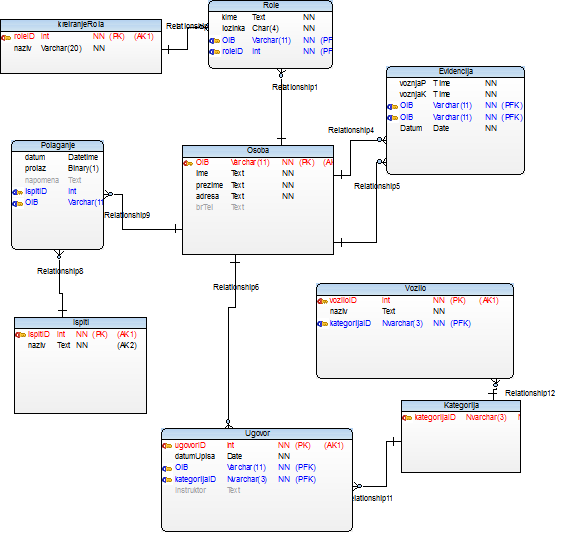 Role
kime Text NN
lozinka Char(4) NN
OIB Varchar(11) NN (PF
roleID Int NN (PF
kreiranjeRola
roleID Int NN (PK) (AK1)
naziv Varchar(20) NN
Relationship
Relationship1
Evidencija
voznjaP Time NN
voznjaK Time NN
OIB Varchar(11) NN (PFK)
OIB Varchar(11) NN (PFK)
Datum Date NN
Relationship4
Relationship5
Polaganje
datum Datetime
prolaz Binary(1)
napomena Text
ispitiD Int
OIB Varchar(11
Osoba
OIB Varchar(11) NN (PK) (Al
ime Text NN
prezime Text NN
adresa Text NN
brTel Text
Relationship9
Relationship8
Relationship6
Ispiti
ispitiD Int NN (PK) (AK1)
naziv Text NN (AK2)
Vozilo
voziloID Int NN (PK) (AK1)
naziv Text NN
kategorijaID Nvarchar(3) NN (PFK)
Relationship12
Kategorija
kategorijaID Nvarchar(3) N
Ugovor
ugovorID Int NN (PK) (AK1)
datumUpisa Date NN
OIB Varchar(11) NN (PFK)
kategorijaID Nvarchar(3) NN (PFK)
instruktor Text
elationship11